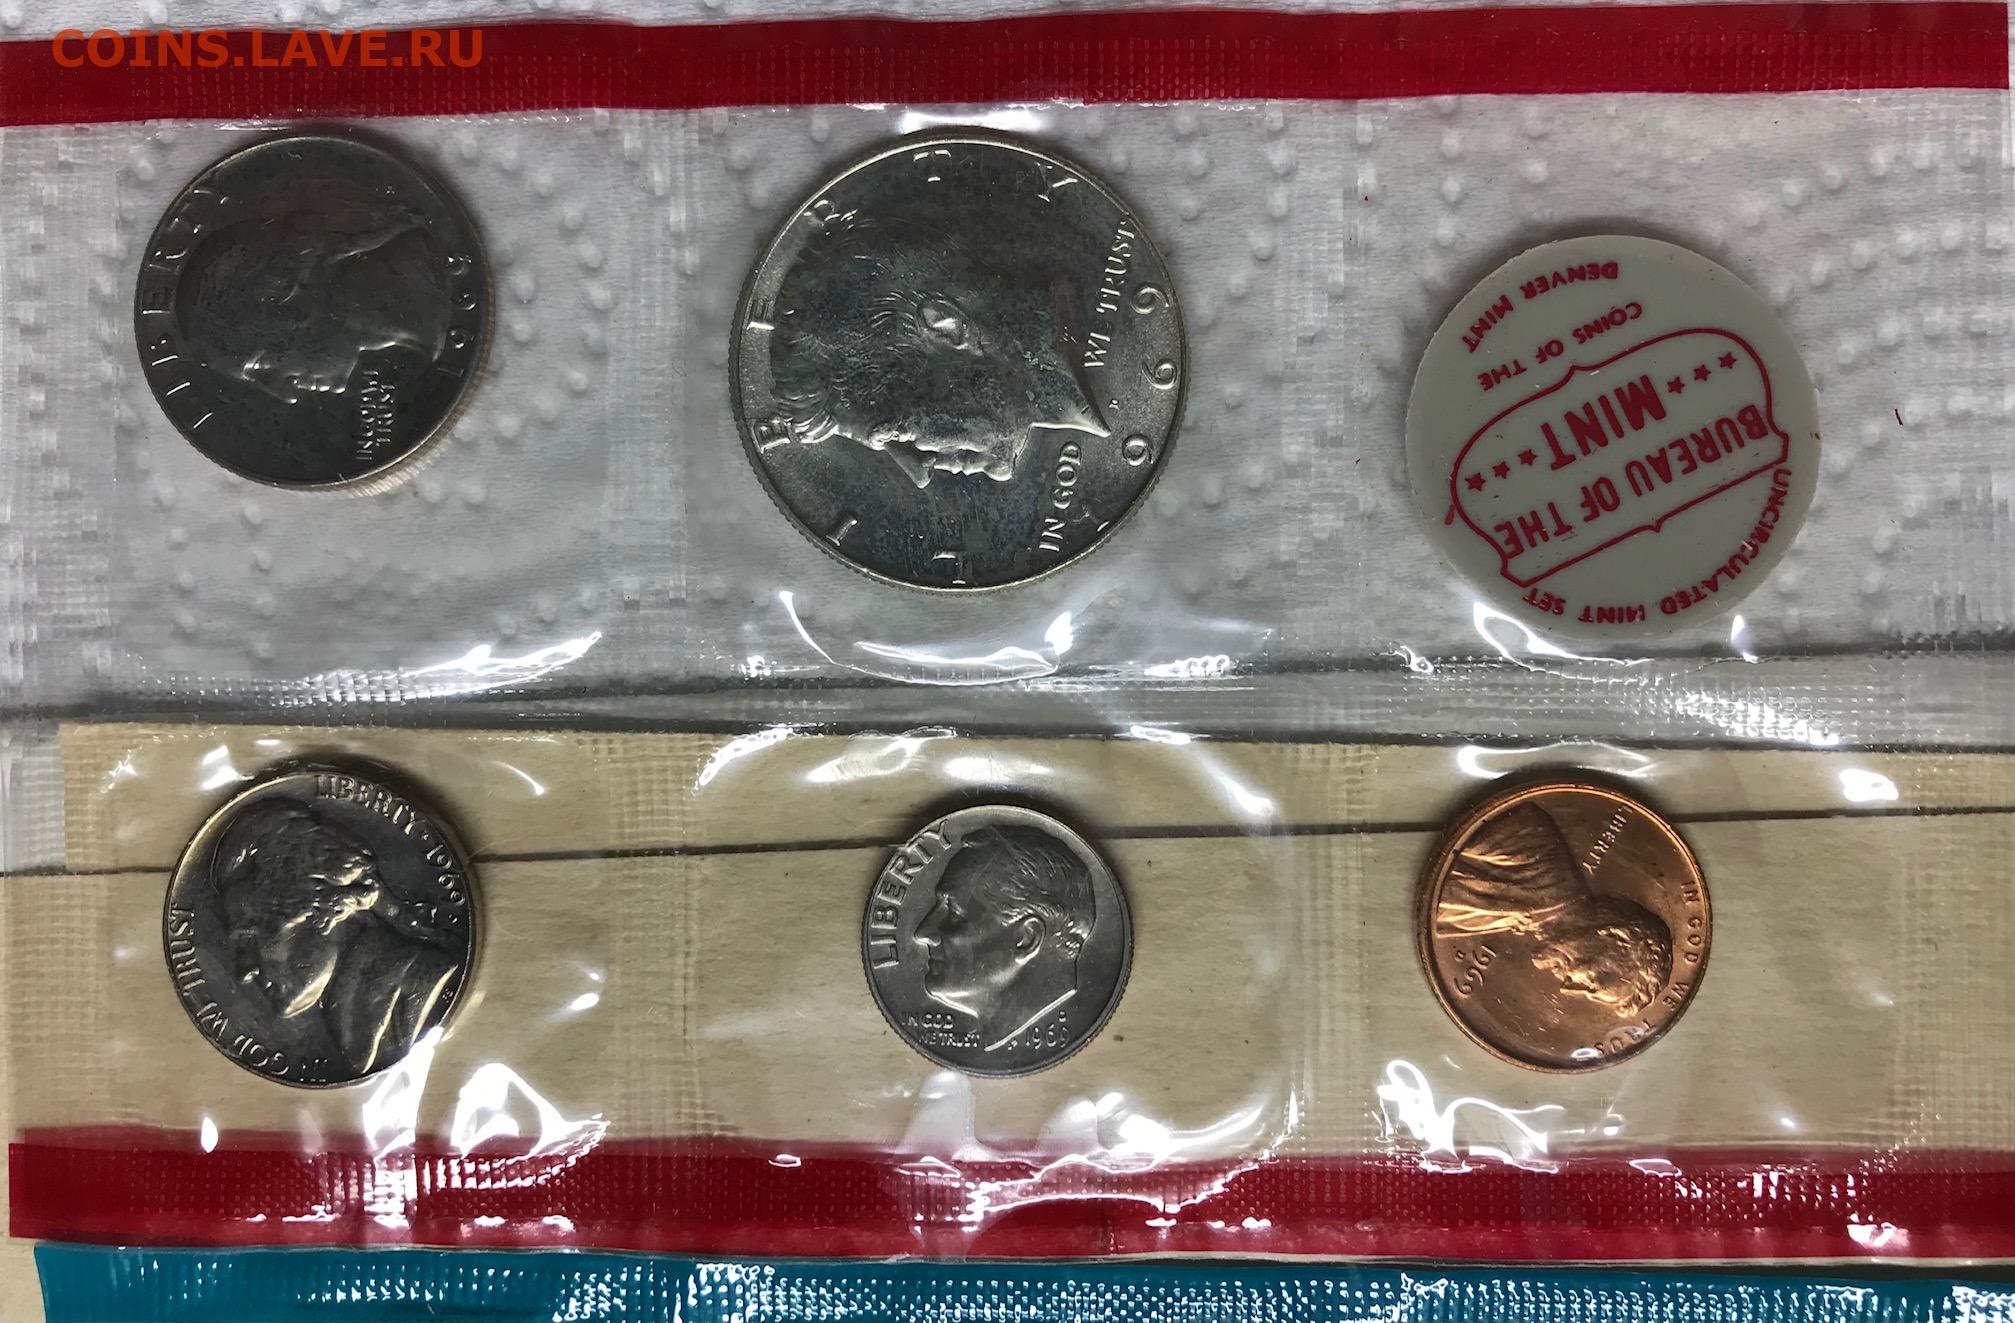 COINS.LAVE.RU
LIBERTY
IN GOD WE
TRUST
1969
LIBERTY
IN GOD
WE TRUST
1969
D
UNCIRCULATED MINT SET
BUREAU OF THE
MINT
COINS OF THE
DENVER MINT
LIBERTY · 1969
IN GOD WE TRUST
LIBERTY
IN GOD
WE TRUST
D
1969
IN GOD WE TRUST
LIBERTY
1969
D